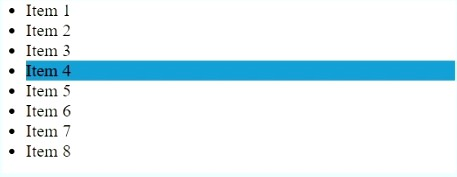 • Item 1
• Item 2
• Item 3
• Item 4
• Item 5
• Item 6
• Item 7
• Item 8